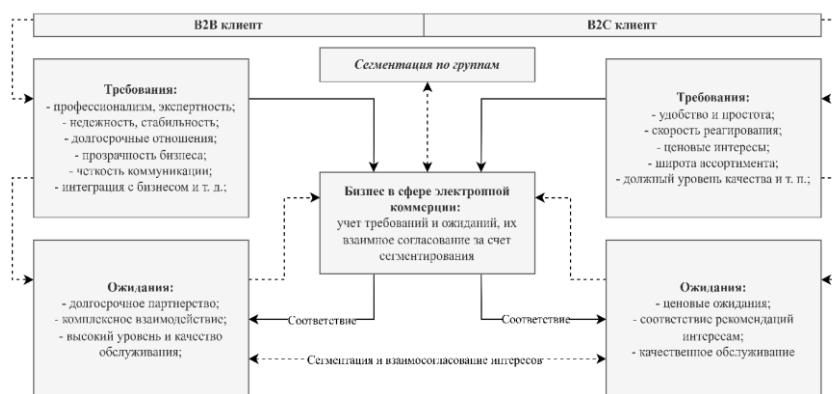 B2B клиент
B2C клиент
Сегментация по группам
Требования:
- профессионализм, экспертность;
- недежность, стабильность;
- долгосрочные отношения;
- прозрачность бизнеса;
- четкость коммуникации;
- интеграция с бизнесом и т. д.;
Требования:
- удобство и простота;
- скорость реагирования;
- ценовые интересы;
- широта ассортимента;
- должный уровень качества и т. п.;
Бизнес в сфере электронной
коммерции:
учет требований и ожиданий, их
взаимное согласование за счет
сегментирования
Ожидания:
- долгосрочное партнерство;
- комплексное взаимодействие;
- высокий уровень и качество
обслуживания;
Соответствие
Соответствие
Ожидания:
- ценовые ожидания;
- соответствие рекомендаций
интересам;
- качественное обслуживание
Сегментация и взаимосогласование интересов